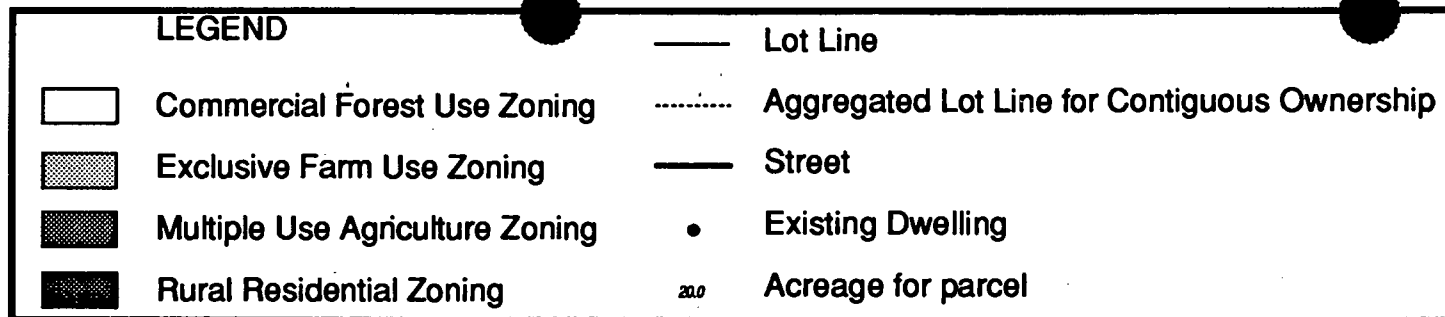 LEGEND
Commercial Forest Use Zoning
Exclusive Farm Use Zoning
Multiple Use Agriculture Zoning
Rural Residential Zoning
Lot Line
Aggregated Lot Line for Contiguous Ownership
Street
Existing Dwelling
20.0 Acreage for parcel